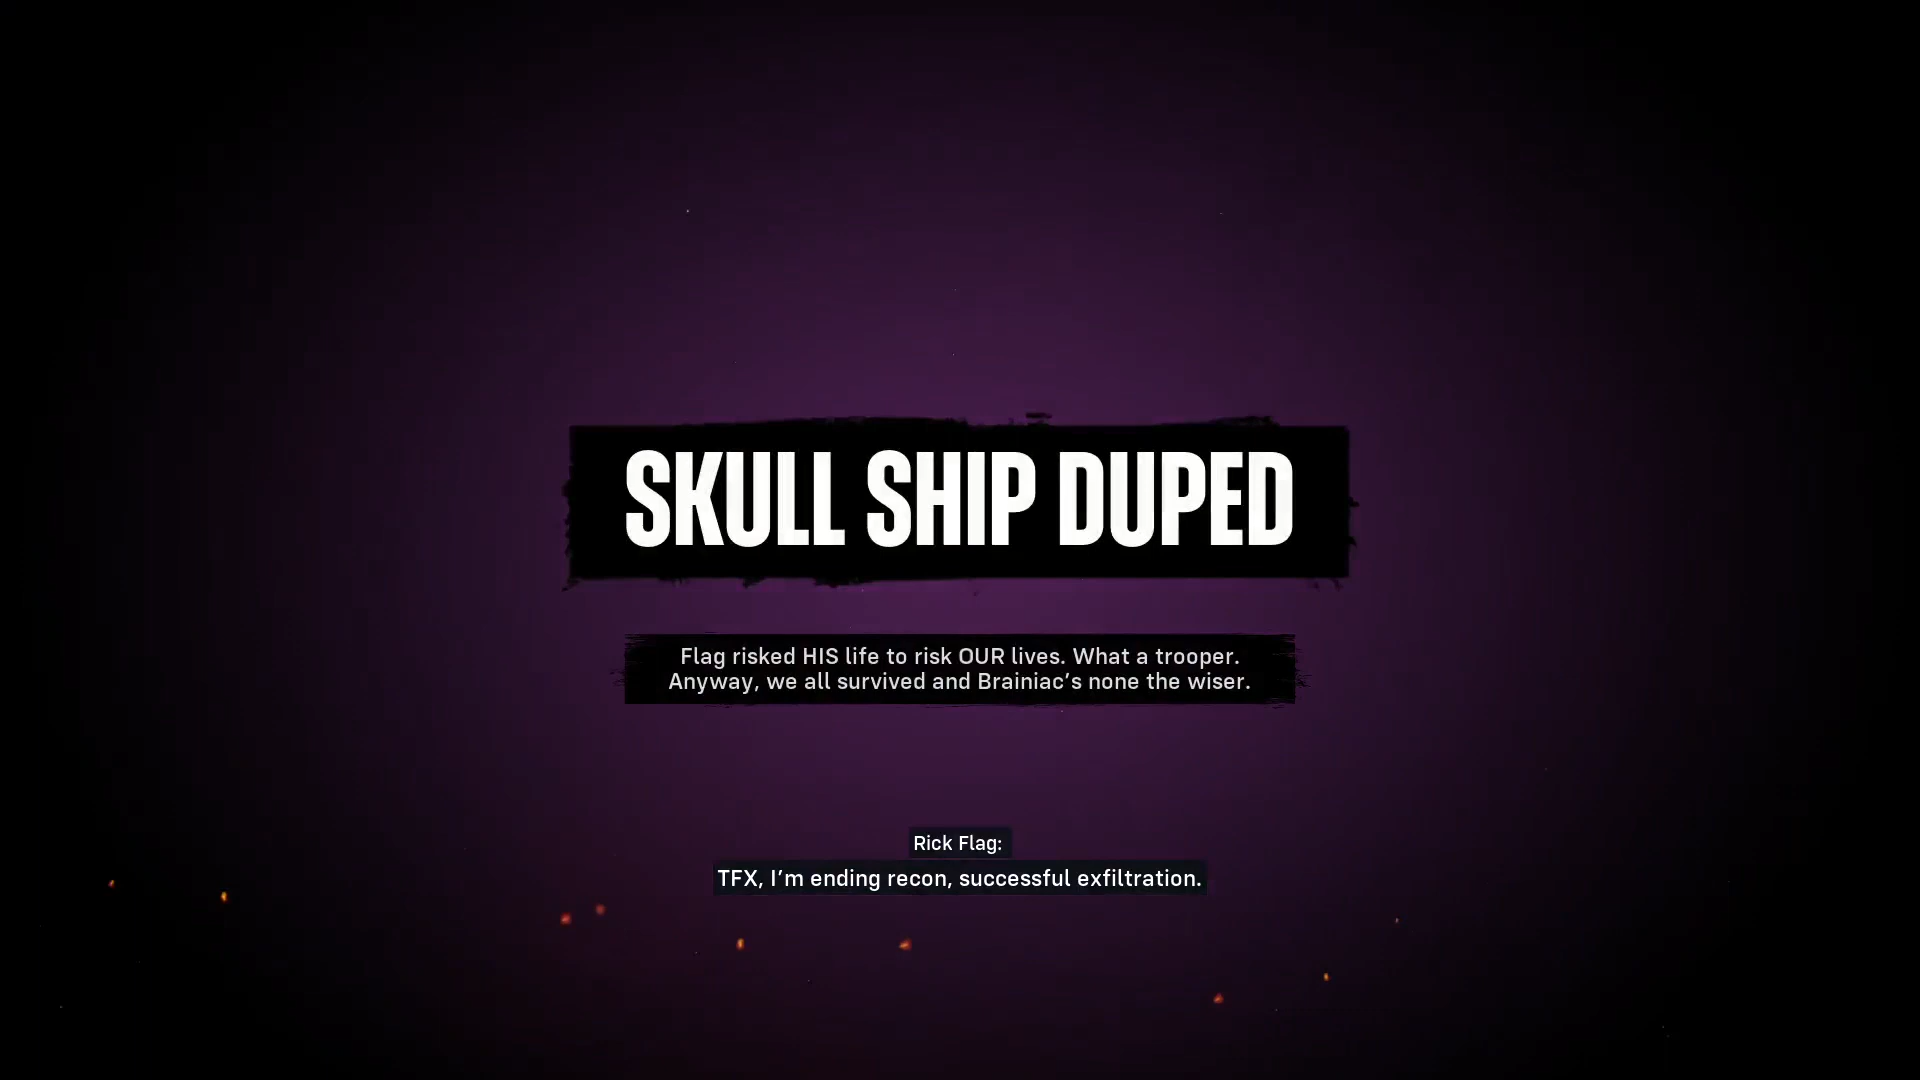 SKULL SHIP DUPED
Flag risked HIS life to risk OUR lives. What a trooper.
Anyway, we all survived and Brainiac's none the wiser.
Rick Flag:
TFX, I'm ending recon, successful exfiltration.